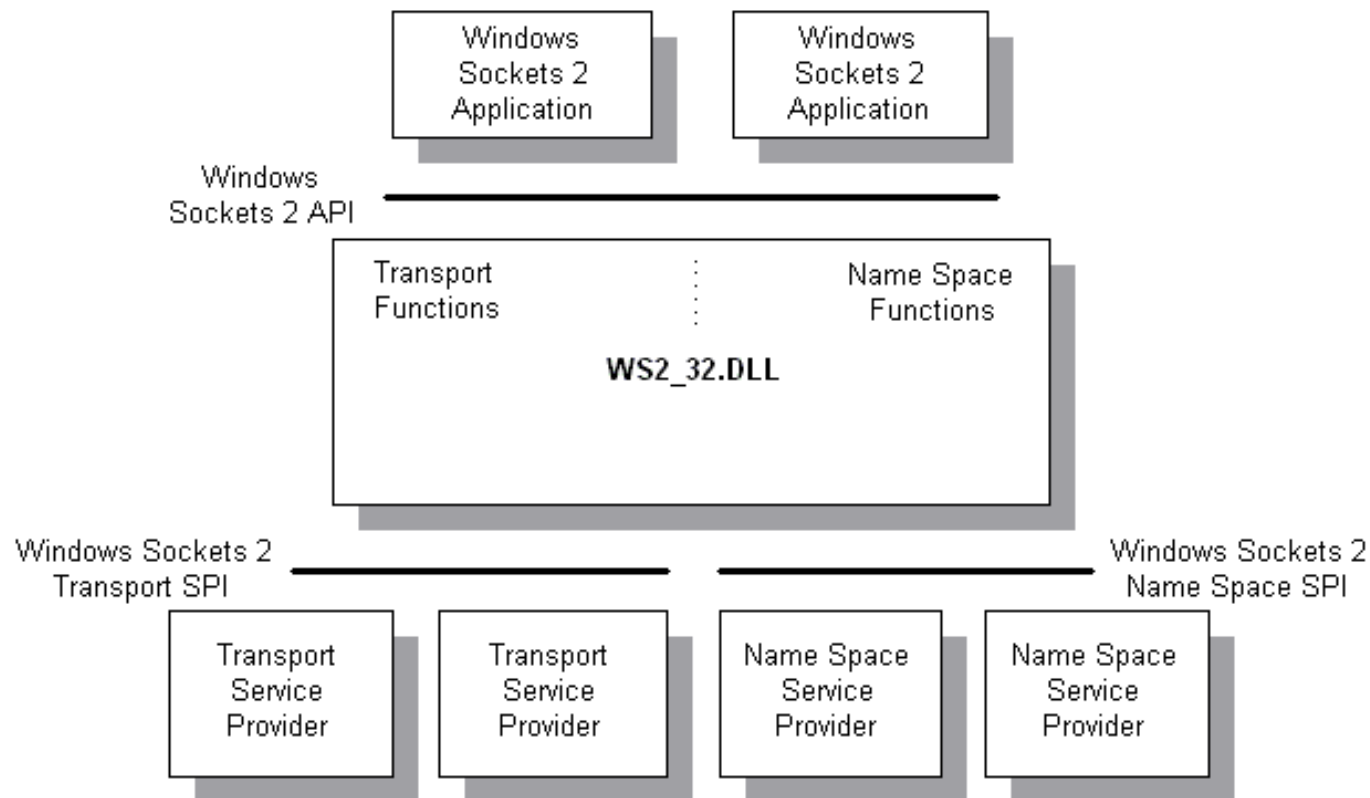 Windows
Sockets 2
Application
Windows
Sockets 2
Application
Windows
Sockets 2 API
Transport
Functions
Name Space
Functions
WS2_32.DLL
Windows Sockets 2
Transport SPI
Windows Sockets 2
Name Space SPI
Transport
Service
Provider
Transport
Service
Provider
Name Space
Service
Provider
Name Space
Service
Provider